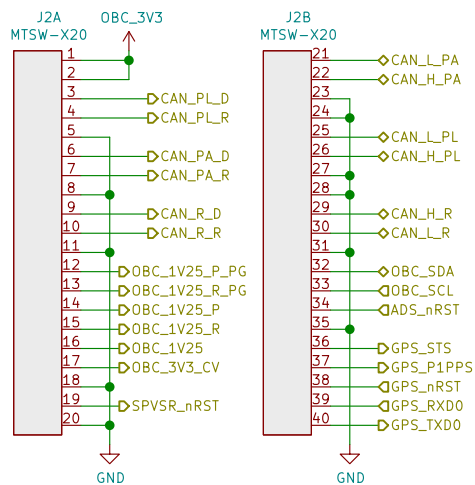 J2A
MTSW-X20
OBC_3V3
1
2
3 CAN_PL_D
4 CAN_PL_R
5
6 CAN_PA_D
7 CAN_PA_R
8
9 CAN_R_D
10 CAN_R_R
11
12 OBC_1V25_P_PG
13 OBC_1V25_R_PG
14 OBC_1V25_P
15 OBC_1V25_R
16 OBC_1V25
17 OBC_3V3_CV
18
19 SPVSR_nRST
20
GND
J2B
MTSW-X20
21 CAN_L_PA
22 CAN_H_PA
23
24
25 CAN_L_PL
26 CAN_H_PL
27
28
29 CAN_H_R
30 CAN_L_R
31
32 OBC_SDA
33 OBC_SCL
34 ADS_nRST
35
36 GPS_STS
37 GPS_P1PPS
38 GPS_nRST
39 GPS_RXD0
40 GPS_TXD0
GND